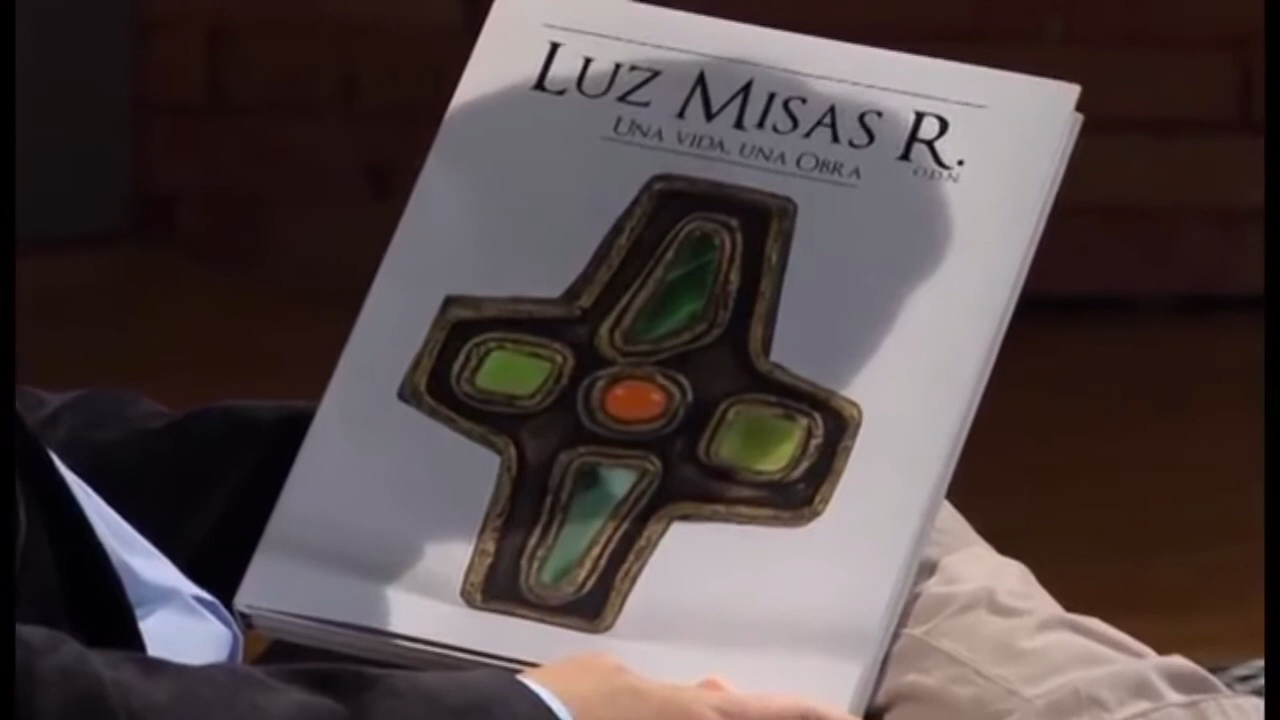 LUZ MISAS R.
O.D.N.
UNA VIDA, UNA OBRA